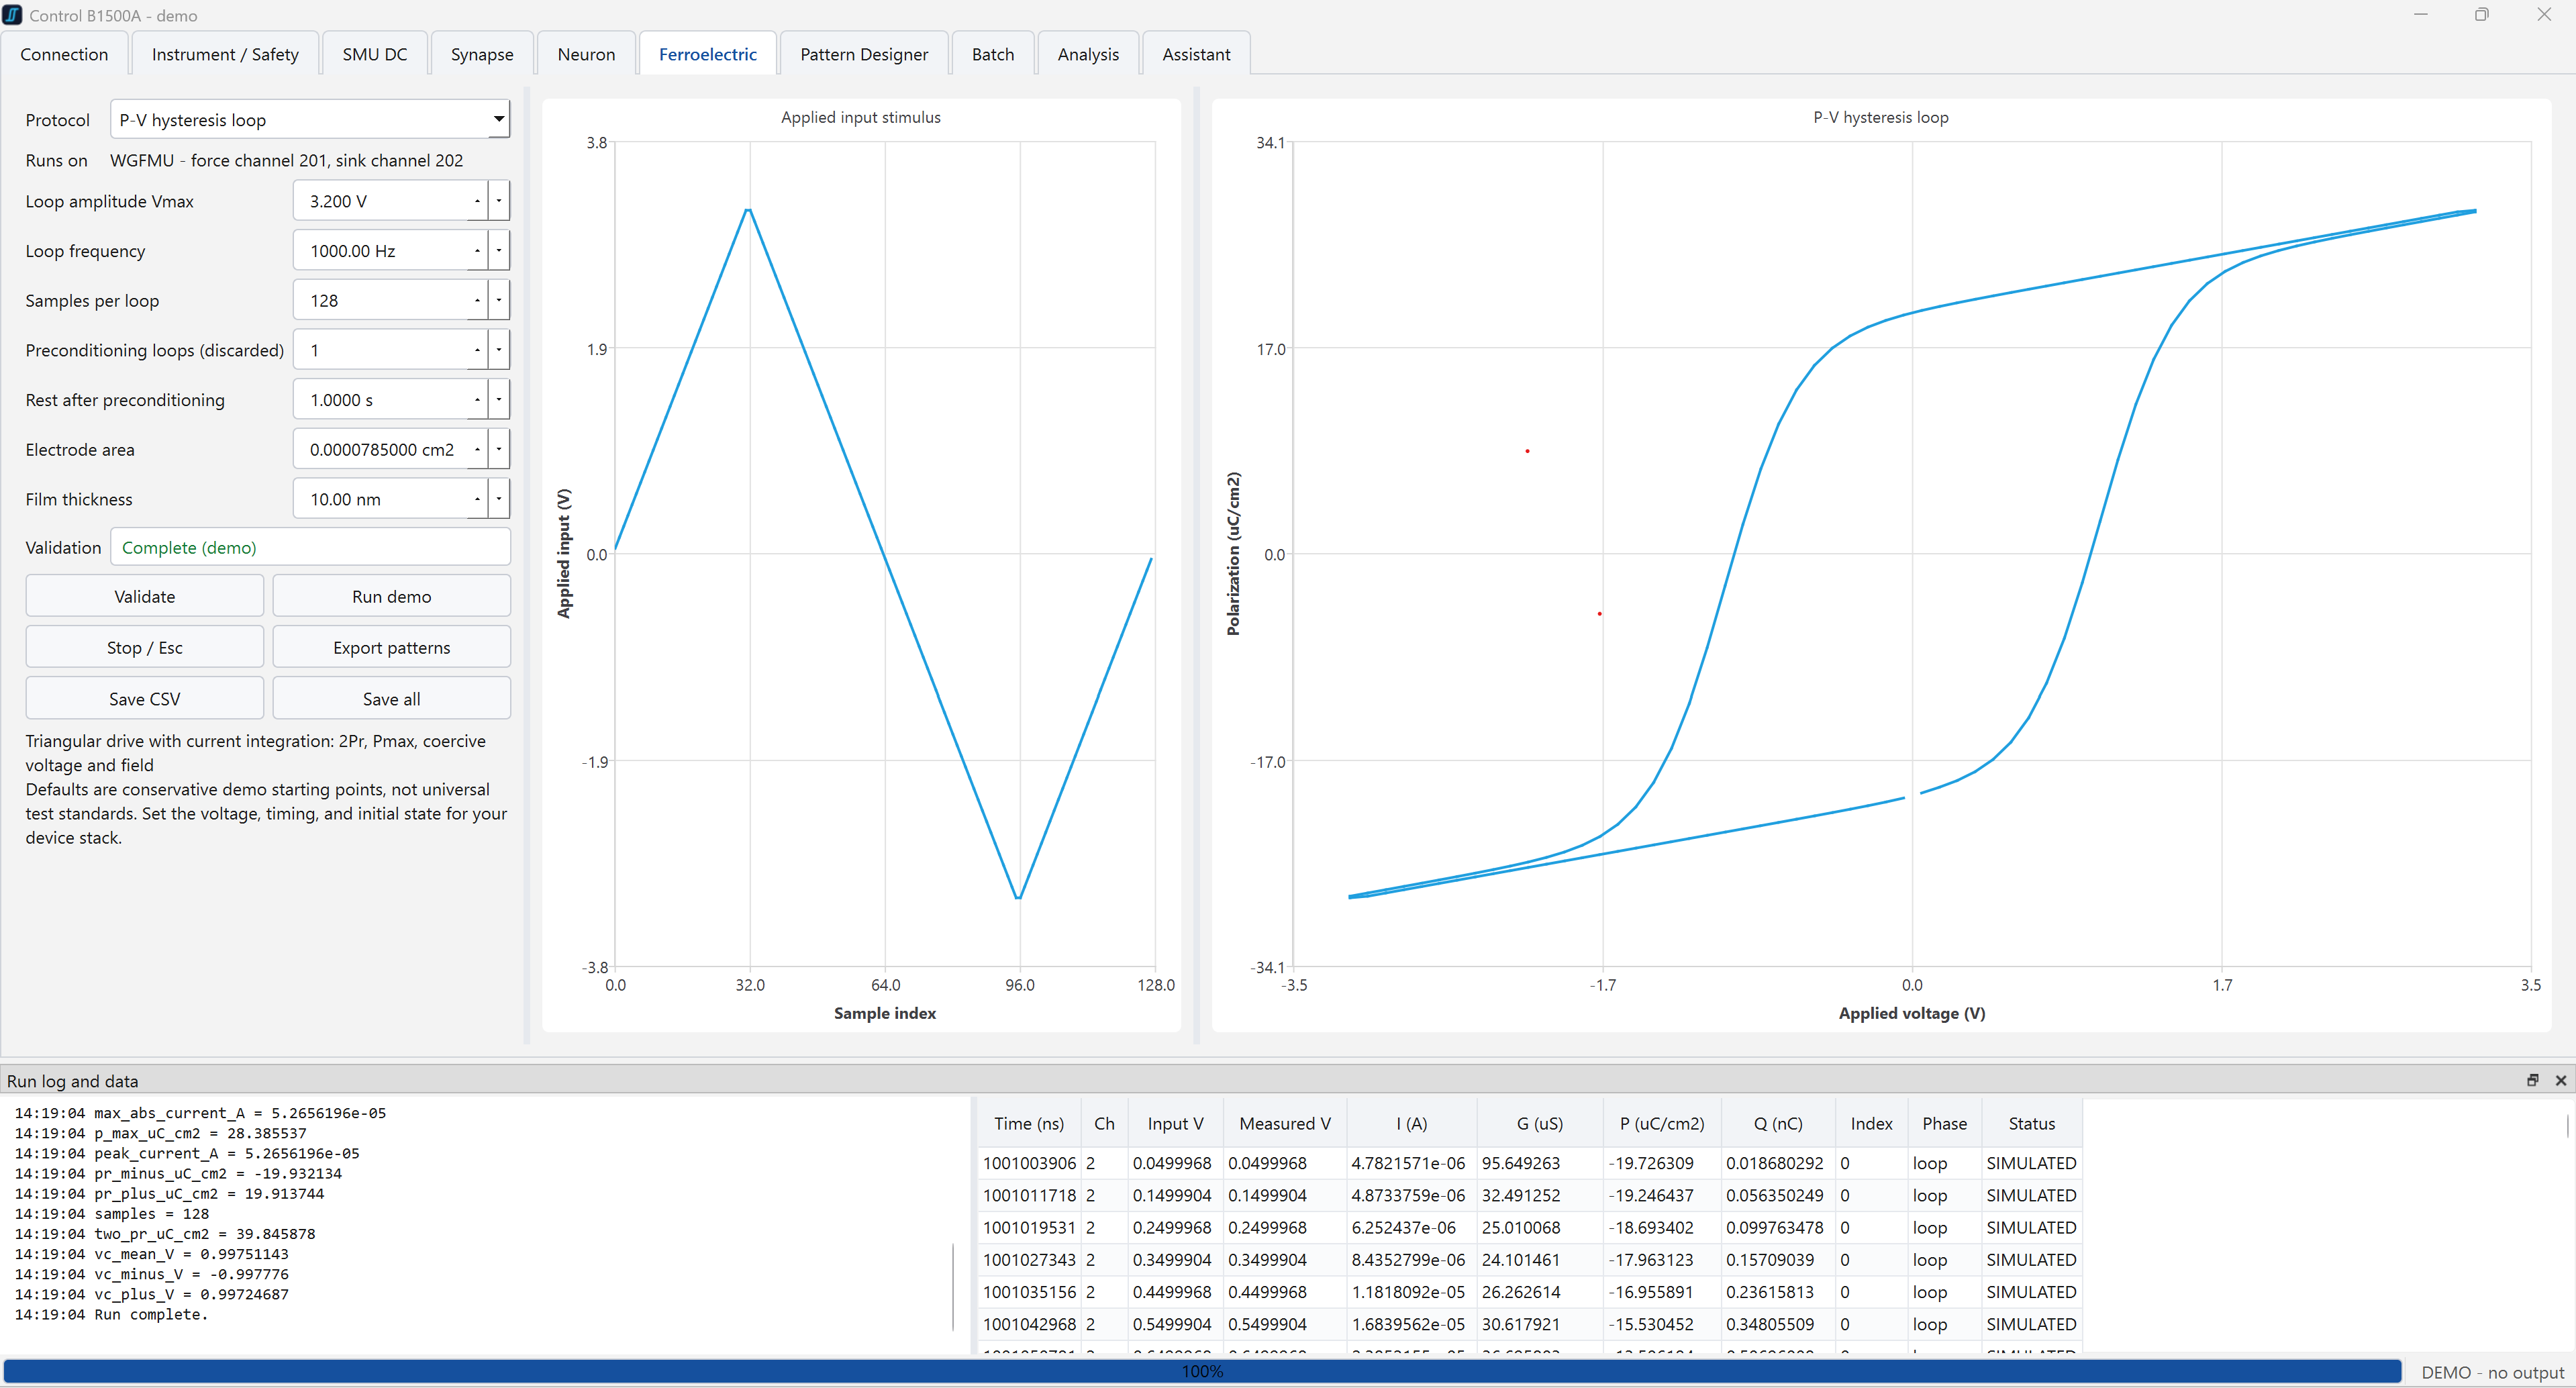 Control B1500A - demo
Connection Instrument / Safety SMU DC Synapse Neuron Ferroelectric Pattern Designer Batch Analysis Assistant
Protocol P-V hysteresis loop
Runs on WGFMU - force channel 201, sink channel 202
Loop amplitude Vmax 3.200 V
Loop frequency 1000.00 Hz
Samples per loop 128
Preconditioning loops (discarded) 1
Rest after preconditioning 1.0000 s
Electrode area 0.0000785000 cm2
Film thickness 10.00 nm
Validation Complete (demo)
Validate Run demo
Stop / Esc Export patterns
Save CSV Save all
Triangular drive with current integration: 2Pr, Pmax, coercive
voltage and field
Defaults are conservative demo starting points, not universal
test standards. Set the voltage, timing, and initial state for your
device stack.
Applied input stimulus
3.8
1.9
0.0
-1.9
-3.8
0.0 32.0 64.0 96.0 128.0
Applied input (V)
Sample index
P-V hysteresis loop
34.1
17.0
0.0
-17.0
-34.1
-3.5 -1.7 0.0 1.7 3.5
Polarization (uC/cm2)
Applied voltage (V)
Run log and data
14:19:04 max_abs_current_A = 5.2656196e-05
14:19:04 p_max_uC_cm2 = 28.385537
14:19:04 peak_current_A = 5.2656196e-05
14:19:04 pr_minus_uC_cm2 = -19.932134
14:19:04 pr_plus_uC_cm2 = 19.913744
14:19:04 samples = 128
14:19:04 two_pr_uC_cm2 = 39.845878
14:19:04 vc_mean_V = 0.99751143
14:19:04 vc_minus_V = -0.997776
14:19:04 vc_plus_V = 0.99724687
14:19:04 Run complete.
Time (ns) Ch Input V Measured V I (A) G (uS) P (uC/cm2) Q (nC) Index Phase Status
1001003906 2 0.0499968 0.0499968 4.7821571e-06 95.649263 -19.726309 0.018680292 0 loop SIMULATED
1001011718 2 0.1499904 0.1499904 4.8733759e-06 32.491252 -19.246437 0.056350249 0 loop SIMULATED
1001019531 2 0.2499968 0.2499968 6.252437e-06 25.010068 -18.693402 0.099763478 0 loop SIMULATED
1001027343 2 0.3499904 0.3499904 8.4352799e-06 24.101461 -17.963123 0.15709039 0 loop SIMULATED
1001035156 2 0.4499968 0.4499968 1.1818092e-05 26.262614 -16.955891 0.23615813 0 loop SIMULATED
1001042968 2 0.5499904 0.5499904 1.6839562e-05 30.617921 -15.530452 0.34805509 0 loop SIMULATED
100%
DEMO - no output